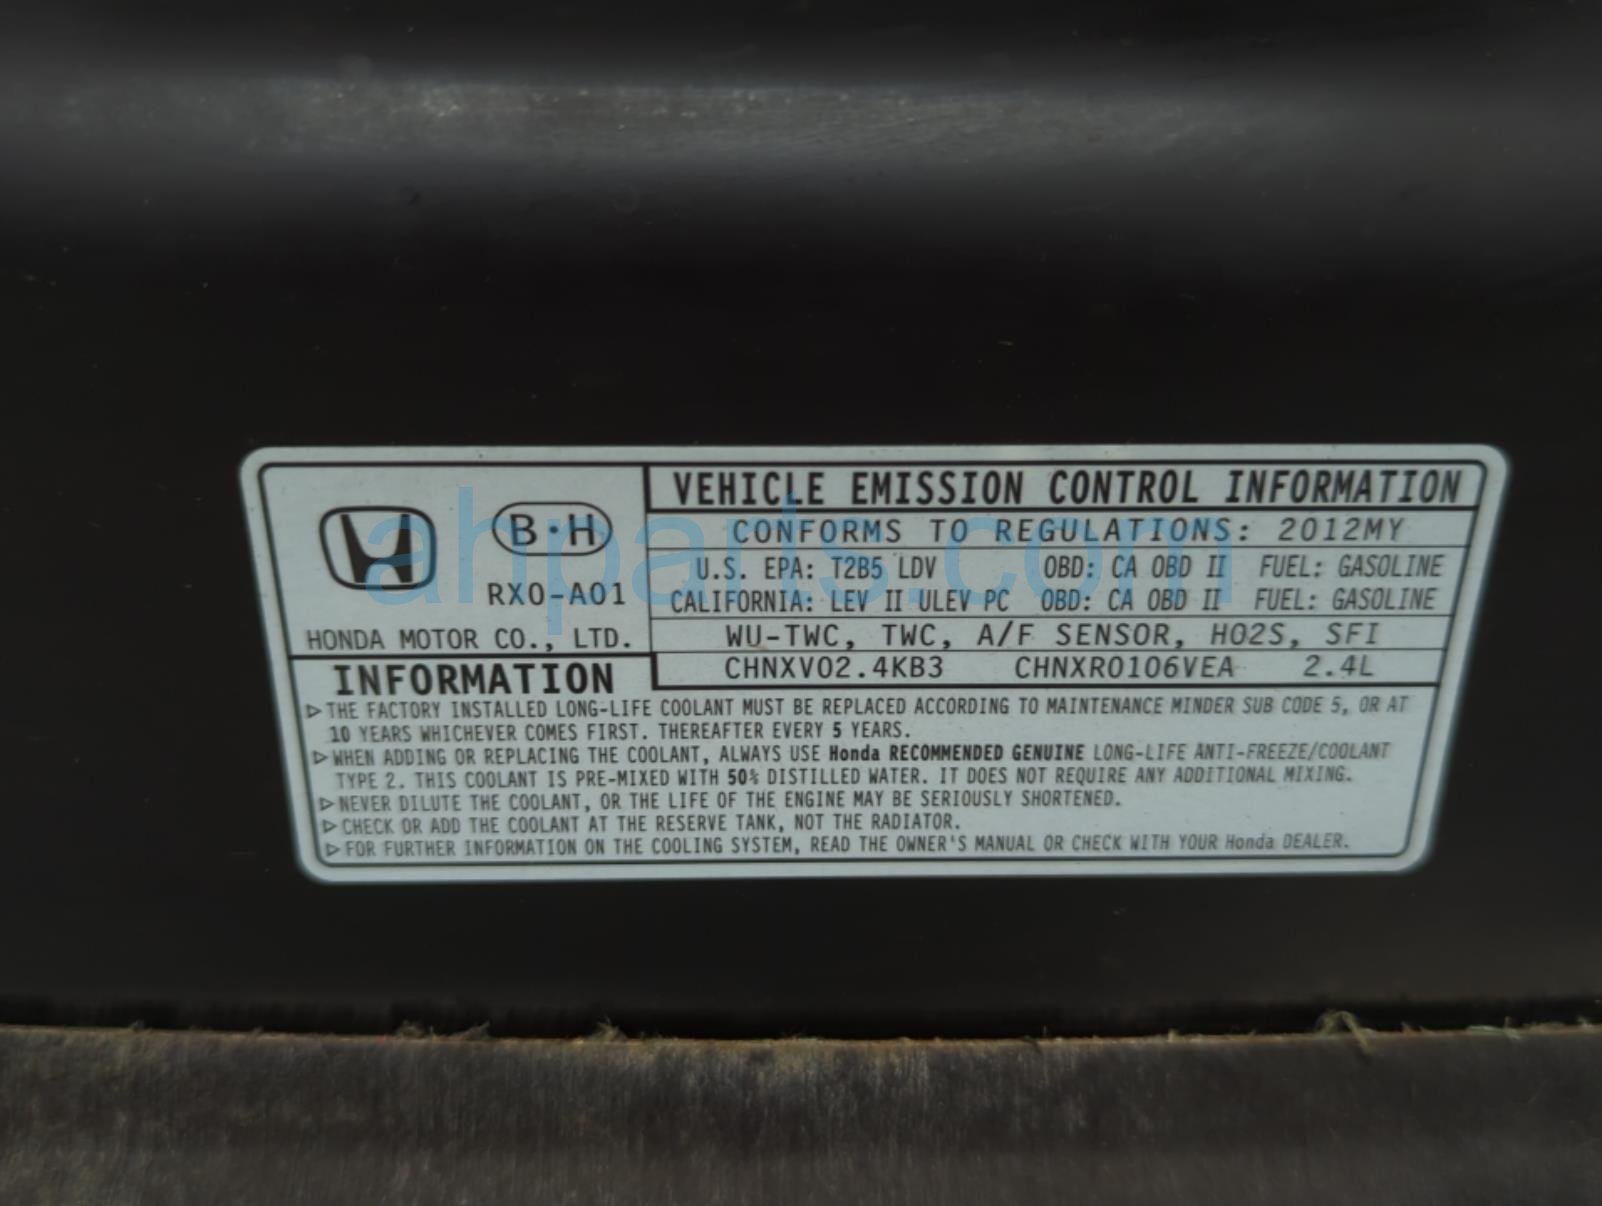 VEHICLE EMISSION CONTROL INFORMATION
B·H
CONFORMS TO REGULATIONS: 2012MY
RX0-A01
U.S. EPA: T2B5 LDV OBD: CA OBD II FUEL: GASOLINE
CALIFORNIA: LEV II ULEV PC OBD: CA OBD II FUEL: GASOLINE
HONDA MOTOR CO., LTD.
WU-TWC, TWC, A/F SENSOR, HO2S, SFI
CHNXV02.4KB3 CHNXR0106VEA 2.4L
INFORMATION
▷THE FACTORY INSTALLED LONG-LIFE COOLANT MUST BE REPLACED ACCORDING TO MAINTENANCE MINDER SUB CODE 5, OR AT
10 YEARS WHICHEVER COMES FIRST. THEREAFTER EVERY 5 YEARS.
▷WHEN ADDING OR REPLACING THE COOLANT, ALWAYS USE Honda RECOMMENDED GENUINE LONG-LIFE ANTI-FREEZE/COOLANT
TYPE 2. THIS COOLANT IS PRE-MIXED WITH 50% DISTILLED WATER. IT DOES NOT REQUIRE ANY ADDITIONAL MIXING.
▷NEVER DILUTE THE COOLANT, OR THE LIFE OF THE ENGINE MAY BE SERIOUSLY SHORTENED.
▷CHECK OR ADD THE COOLANT AT THE RESERVE TANK, NOT THE RADIATOR.
▷FOR FURTHER INFORMATION ON THE COOLING SYSTEM, READ THE OWNER'S MANUAL OR CHECK WITH YOUR Honda DEALER.
ahparts.com